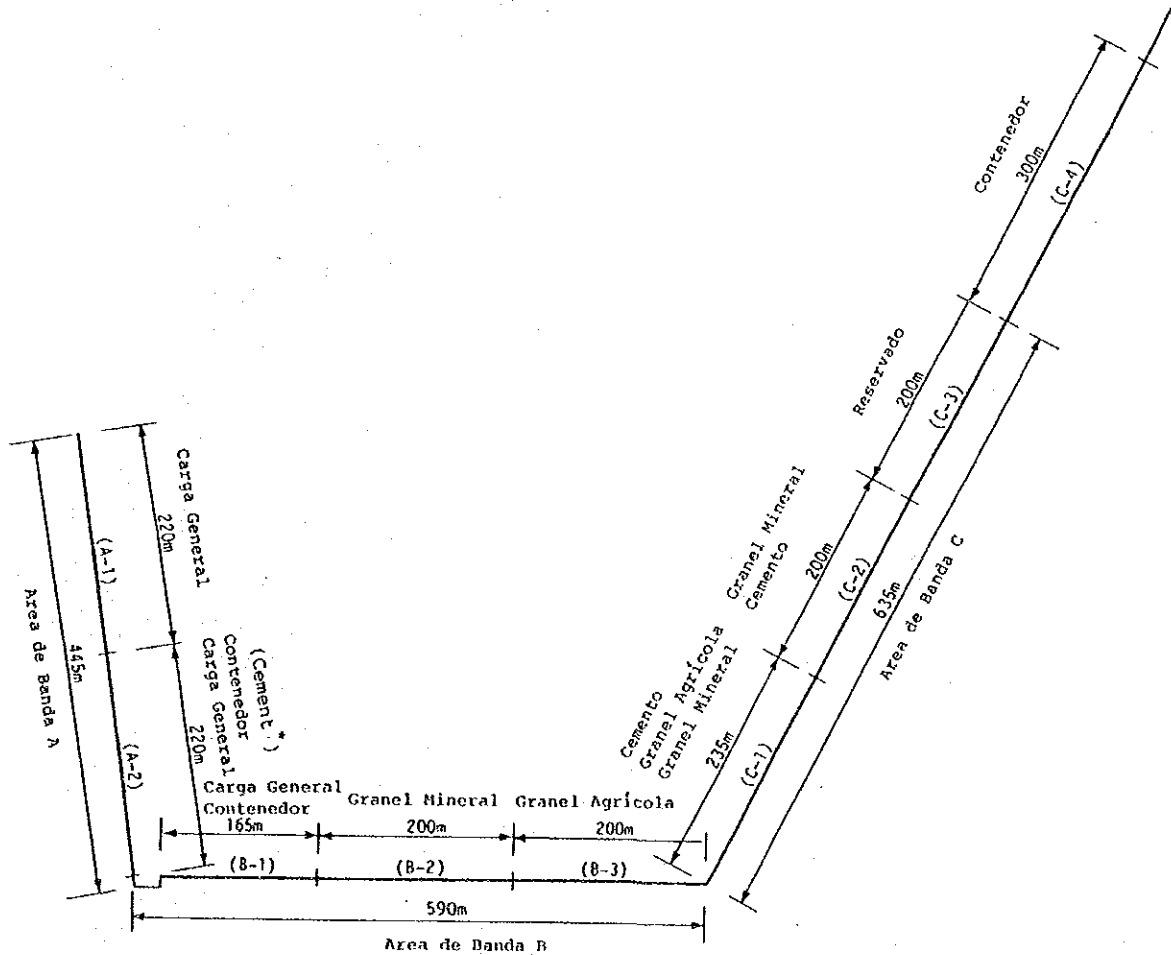 Contenedor
300m
(C-4)
Reservado
200m
(C-3)
Granel Mineral
Cemento
200m
(C-2)
635m
Area de Banda C
Cemento
Granel Agrícola
Granel Mineral
235m
(C-1)
Carga General
220m
(A-1)
Area de Banda A
445m
(Cement*)
Contenedor
Carga General
220m
(A-2)
Carga General
Contenedor
165m
(B-1)
Granel Mineral
200m
(B-2)
Granel Agrícola
200m
(B-3)
590m
Area de Banda B